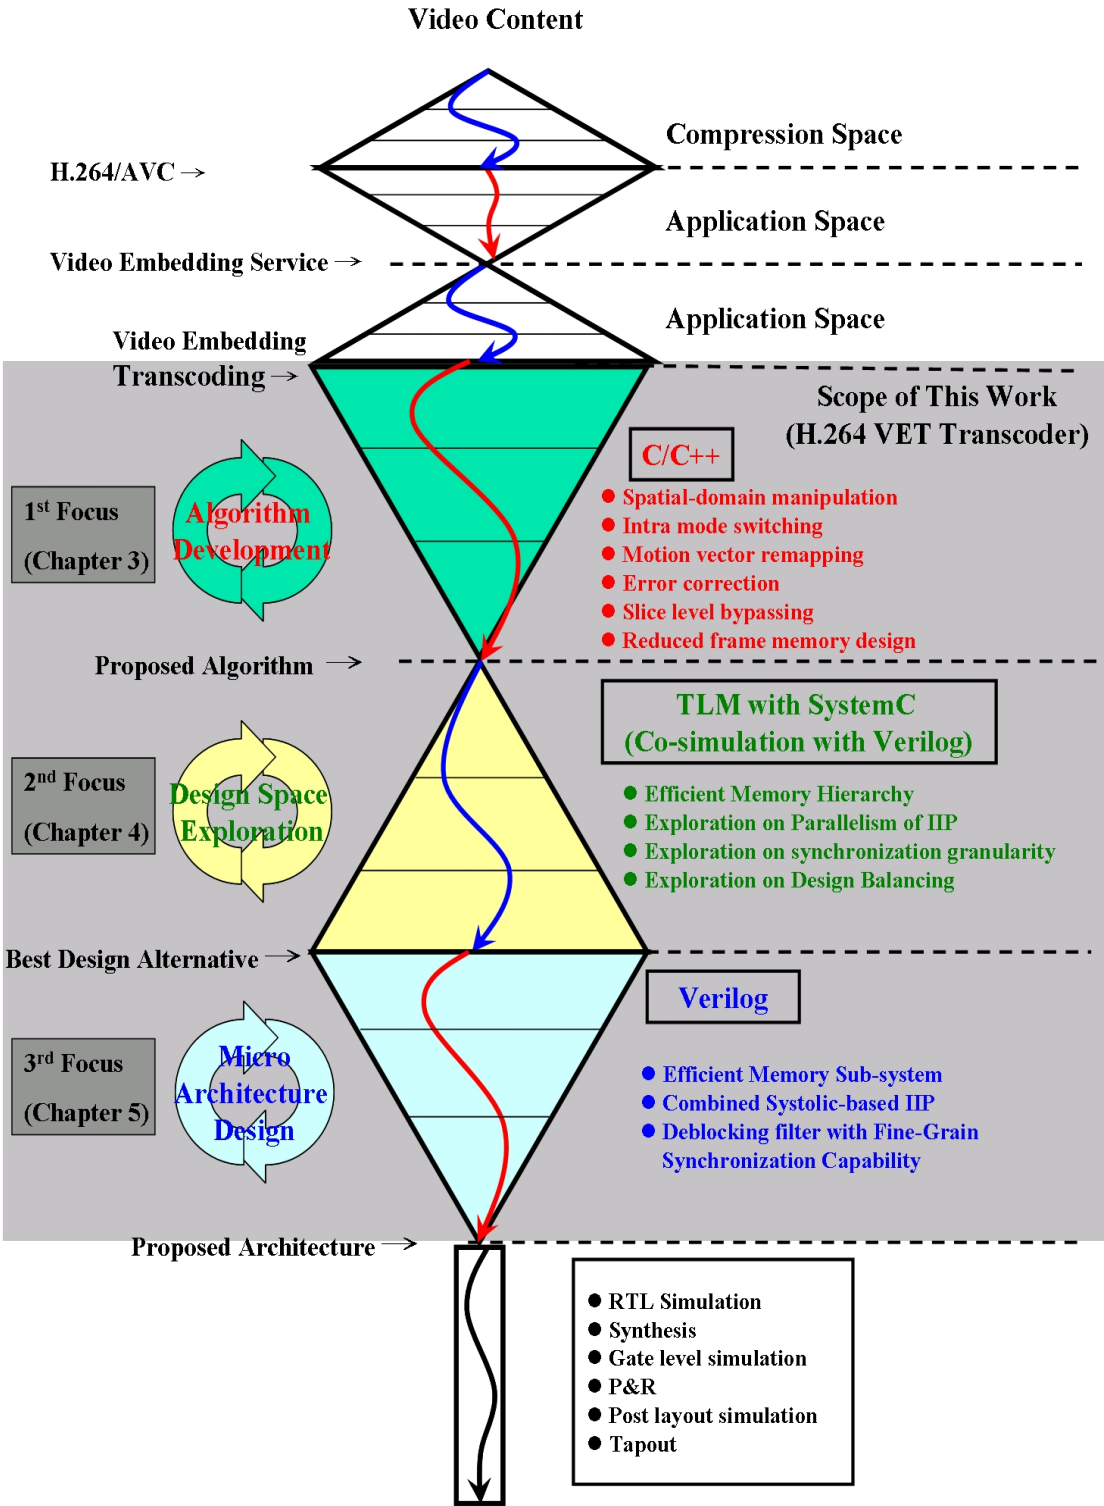 Video Content
Compression Space
H.264/AVC →
Application Space
Video Embedding Service →
Application Space
Video Embedding
Transcoding →
Scope of This Work
(H.264 VET Transcoder)
C/C++
● Spatial-domain manipulation
● Intra mode switching
● Motion vector remapping
● Error correction
● Slice level bypassing
● Reduced frame memory design
1st Focus
(Chapter 3)
Algorithm
Development
Proposed Algorithm →
TLM with SystemC
(Co-simulation with Verilog)
● Efficient Memory Hierarchy
● Exploration on Parallelism of IIP
● Exploration on synchronization granularity
● Exploration on Design Balancing
2nd Focus
(Chapter 4)
Design Space
Exploration
Best Design Alternative →
Verilog
● Efficient Memory Sub-system
● Combined Systolic-based IIP
● Deblocking filter with Fine-Grain
Synchronization Capability
3rd Focus
(Chapter 5)
Micro
Architecture
Design
Proposed Architecture →
● RTL Simulation
● Synthesis
● Gate level simulation
● P&R
● Post layout simulation
● Tapout